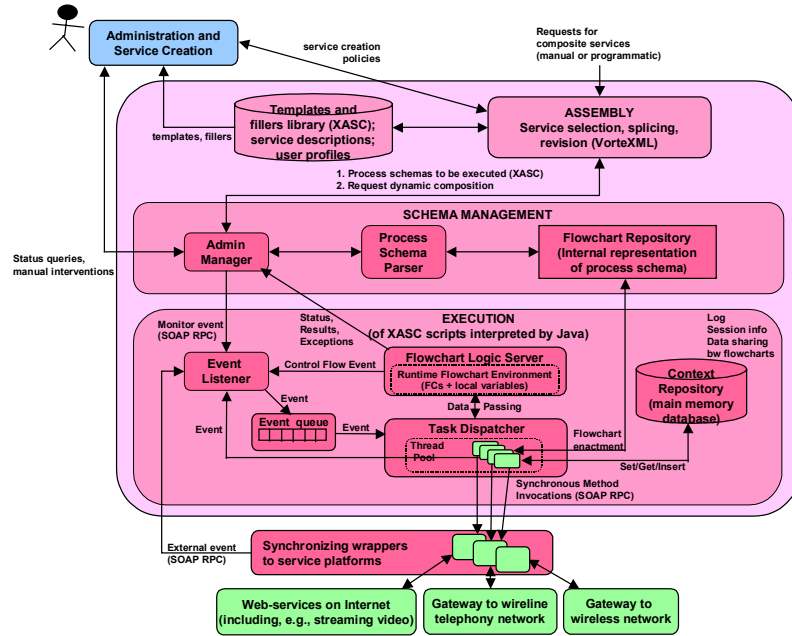 Administration and
Service Creation
service creation
policies
Requests for
composite services
(manual or programmatic)
templates, fillers
Templates and
fillers library (XASC);
service descriptions;
user profiles
ASSEMBLY
Service selection, splicing,
revision (VorteXML)
1. Process schemas to be executed (XASC)
2. Request dynamic composition
SCHEMA MANAGEMENT
Status queries,
manual interventions
Admin
Manager
Process
Schema
Parser
Flowchart Repository
(Internal representation
of process schema)
Monitor event
(SOAP RPC)
Status,
Results,
Exceptions
EXECUTION
(of XASC scripts interpreted by Java)
Log
Session info
Data sharing
bw flowcharts
Event
Listener
Control Flow Event
Flowchart Logic Server
Runtime Flowchart Environment
(FCs + local variables)
Context
Repository
(main memory
database)
Event
Data Passing
Event queue
Event
Event
Task Dispatcher
Thread
Pool
Flowchart
enactment
Set/Get/Insert
Synchronous Method
Invocations (SOAP RPC)
External event
(SOAP RPC)
Synchronizing wrappers
to service platforms
Web-services on Internet
(including, e.g., streaming video)
Gateway to wireline
telephony network
Gateway to
wireless network